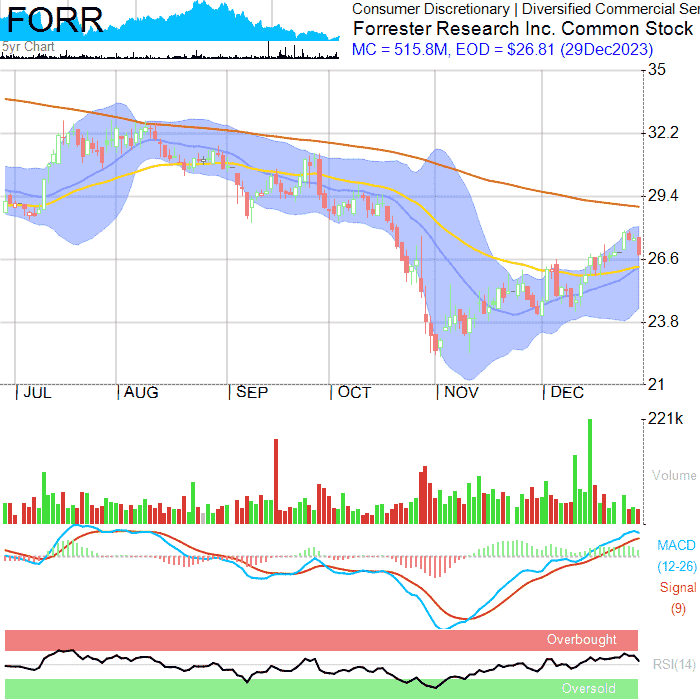 FORR
5yr Chart
Consumer Discretionary | Diversified Commercial Ser
Forrester Research Inc. Common Stock
MC = 515.8M, EOD = $26.81 (29Dec2023)
35
32.2
29.4
26.6
23.8
21
JUL AUG SEP OCT NOV DEC
221k
Volume
MACD
(12-26)
Signal
(9)
Overbought
RSI(14)
Oversold